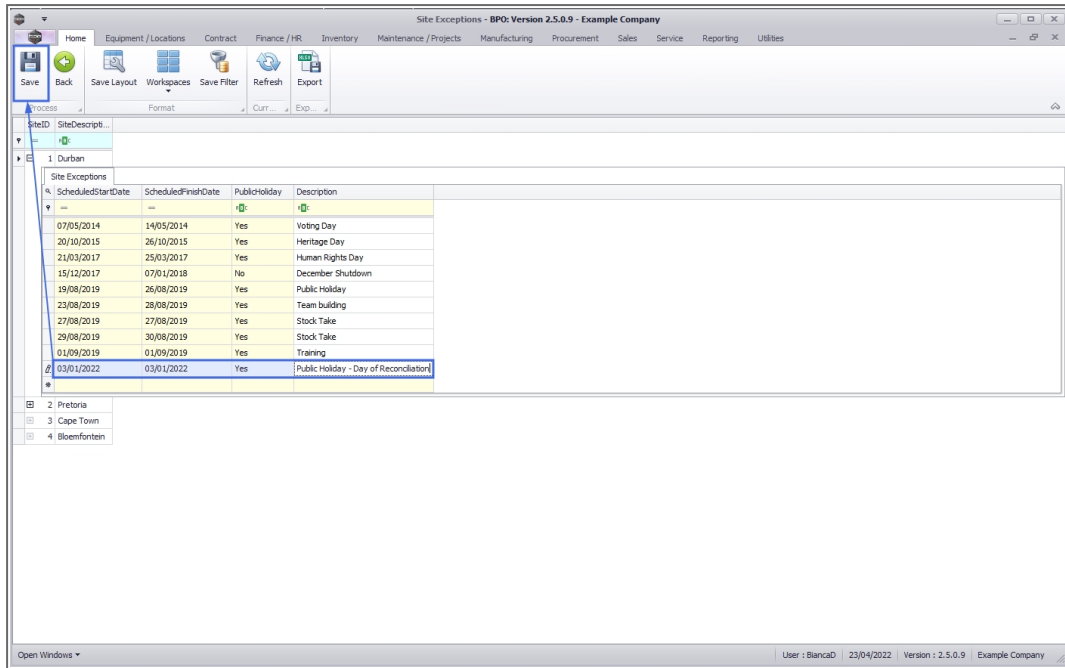 Site Exceptions - BPO: Version 2.5.0.9 - Example Company
Home Equipment / Locations Contract Finance / HR Inventory Maintenance / Projects Manufacturing Procurement Sales Service Reporting Utilities
Save Back Save Layout Workspaces Save Filter Refresh Export
Process Format Curr... Exp...
SiteID SiteDescripti...
= 
1 Durban
Site Exceptions
ScheduledStartDate ScheduledFinishDate PublicHoliday Description
= =
07/05/2014 14/05/2014 Yes Voting Day
20/10/2015 26/10/2015 Yes Heritage Day
21/03/2017 25/03/2017 Yes Human Rights Day
15/12/2017 07/01/2018 No December Shutdown
19/08/2019 26/08/2019 Yes Public Holiday
23/08/2019 28/08/2019 Yes Team building
27/08/2019 27/08/2019 Yes Stock Take
29/08/2019 30/08/2019 Yes Stock Take
01/09/2019 01/09/2019 Yes Training
03/01/2022 03/01/2022 Yes Public Holiday - Day of Reconciliation
2 Pretoria
3 Cape Town
4 Bloemfontein
Open Windows User : BiancaD 23/04/2022 Version : 2.5.0.9 Example Company